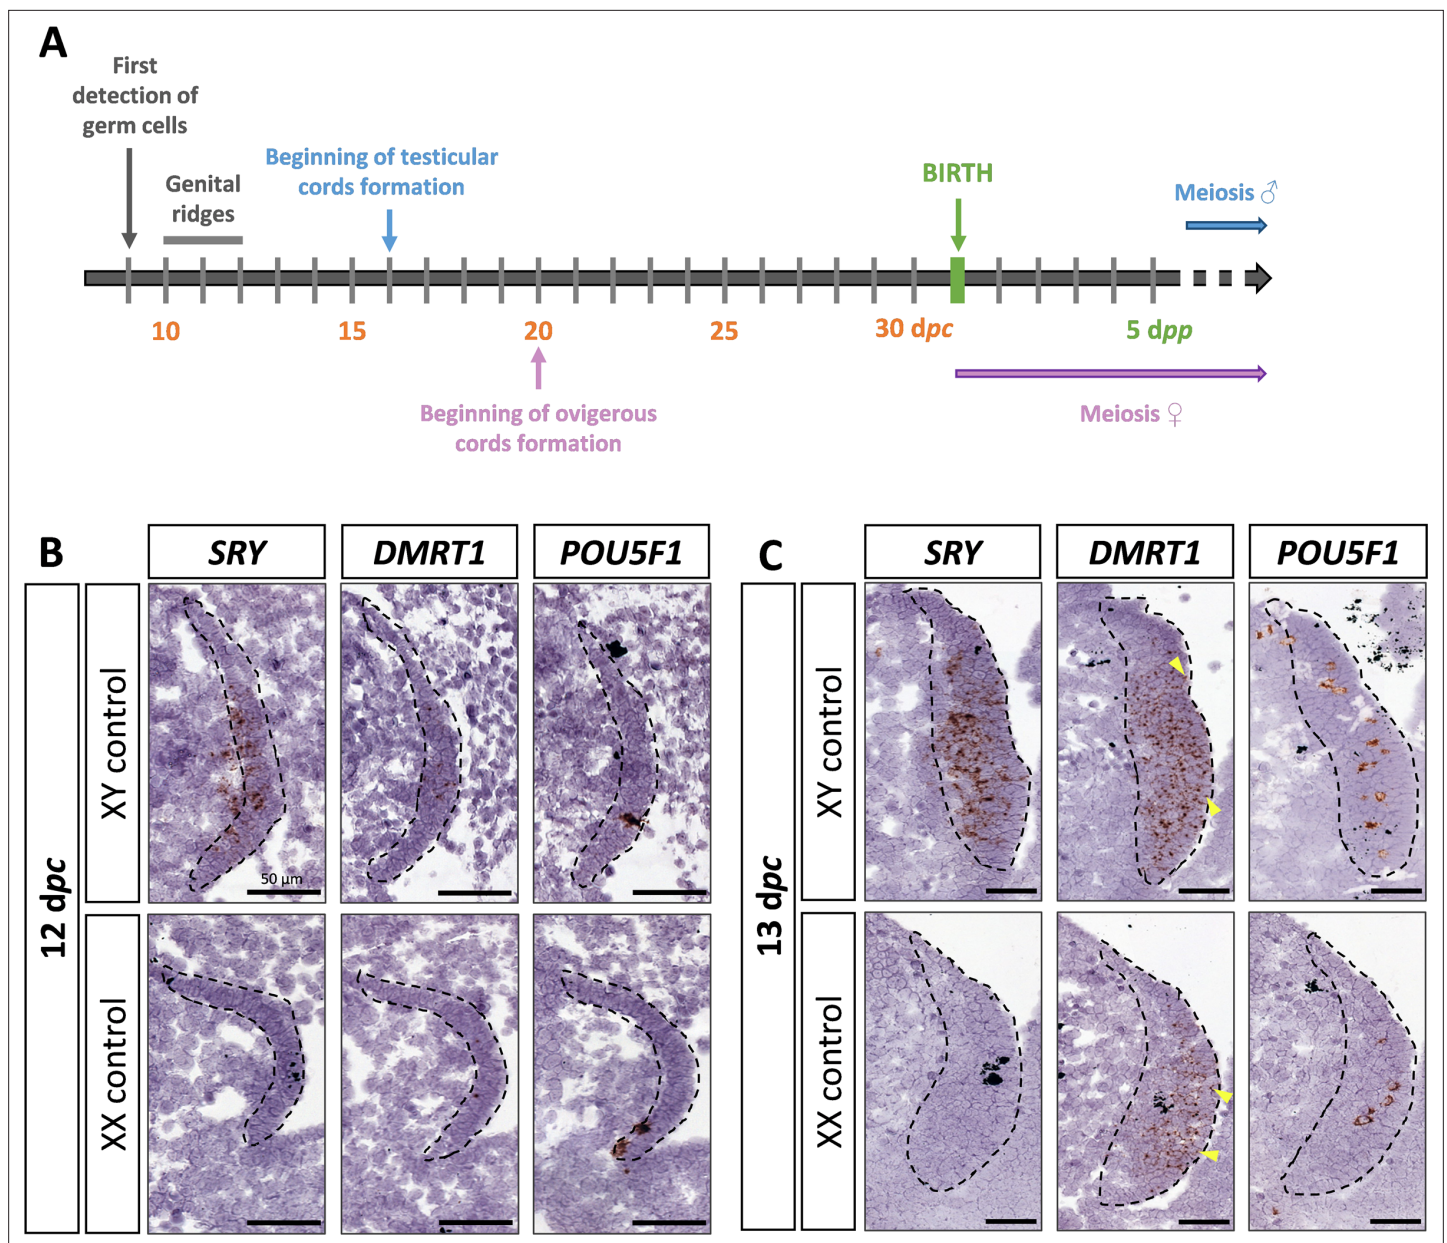 A
First
detection of
germ cells
Genital
ridges
Beginning of testicular
cords formation
BIRTH
Meiosis ♂
10
15
20
25
30 dpc
5 dpp
Beginning of ovigerous
cords formation
Meiosis ♀
B
SRY
DMRT1
POU5F1
12 dpc
XY control
50 µm
XX control
C
SRY
DMRT1
POU5F1
13 dpc
XY control
XX control